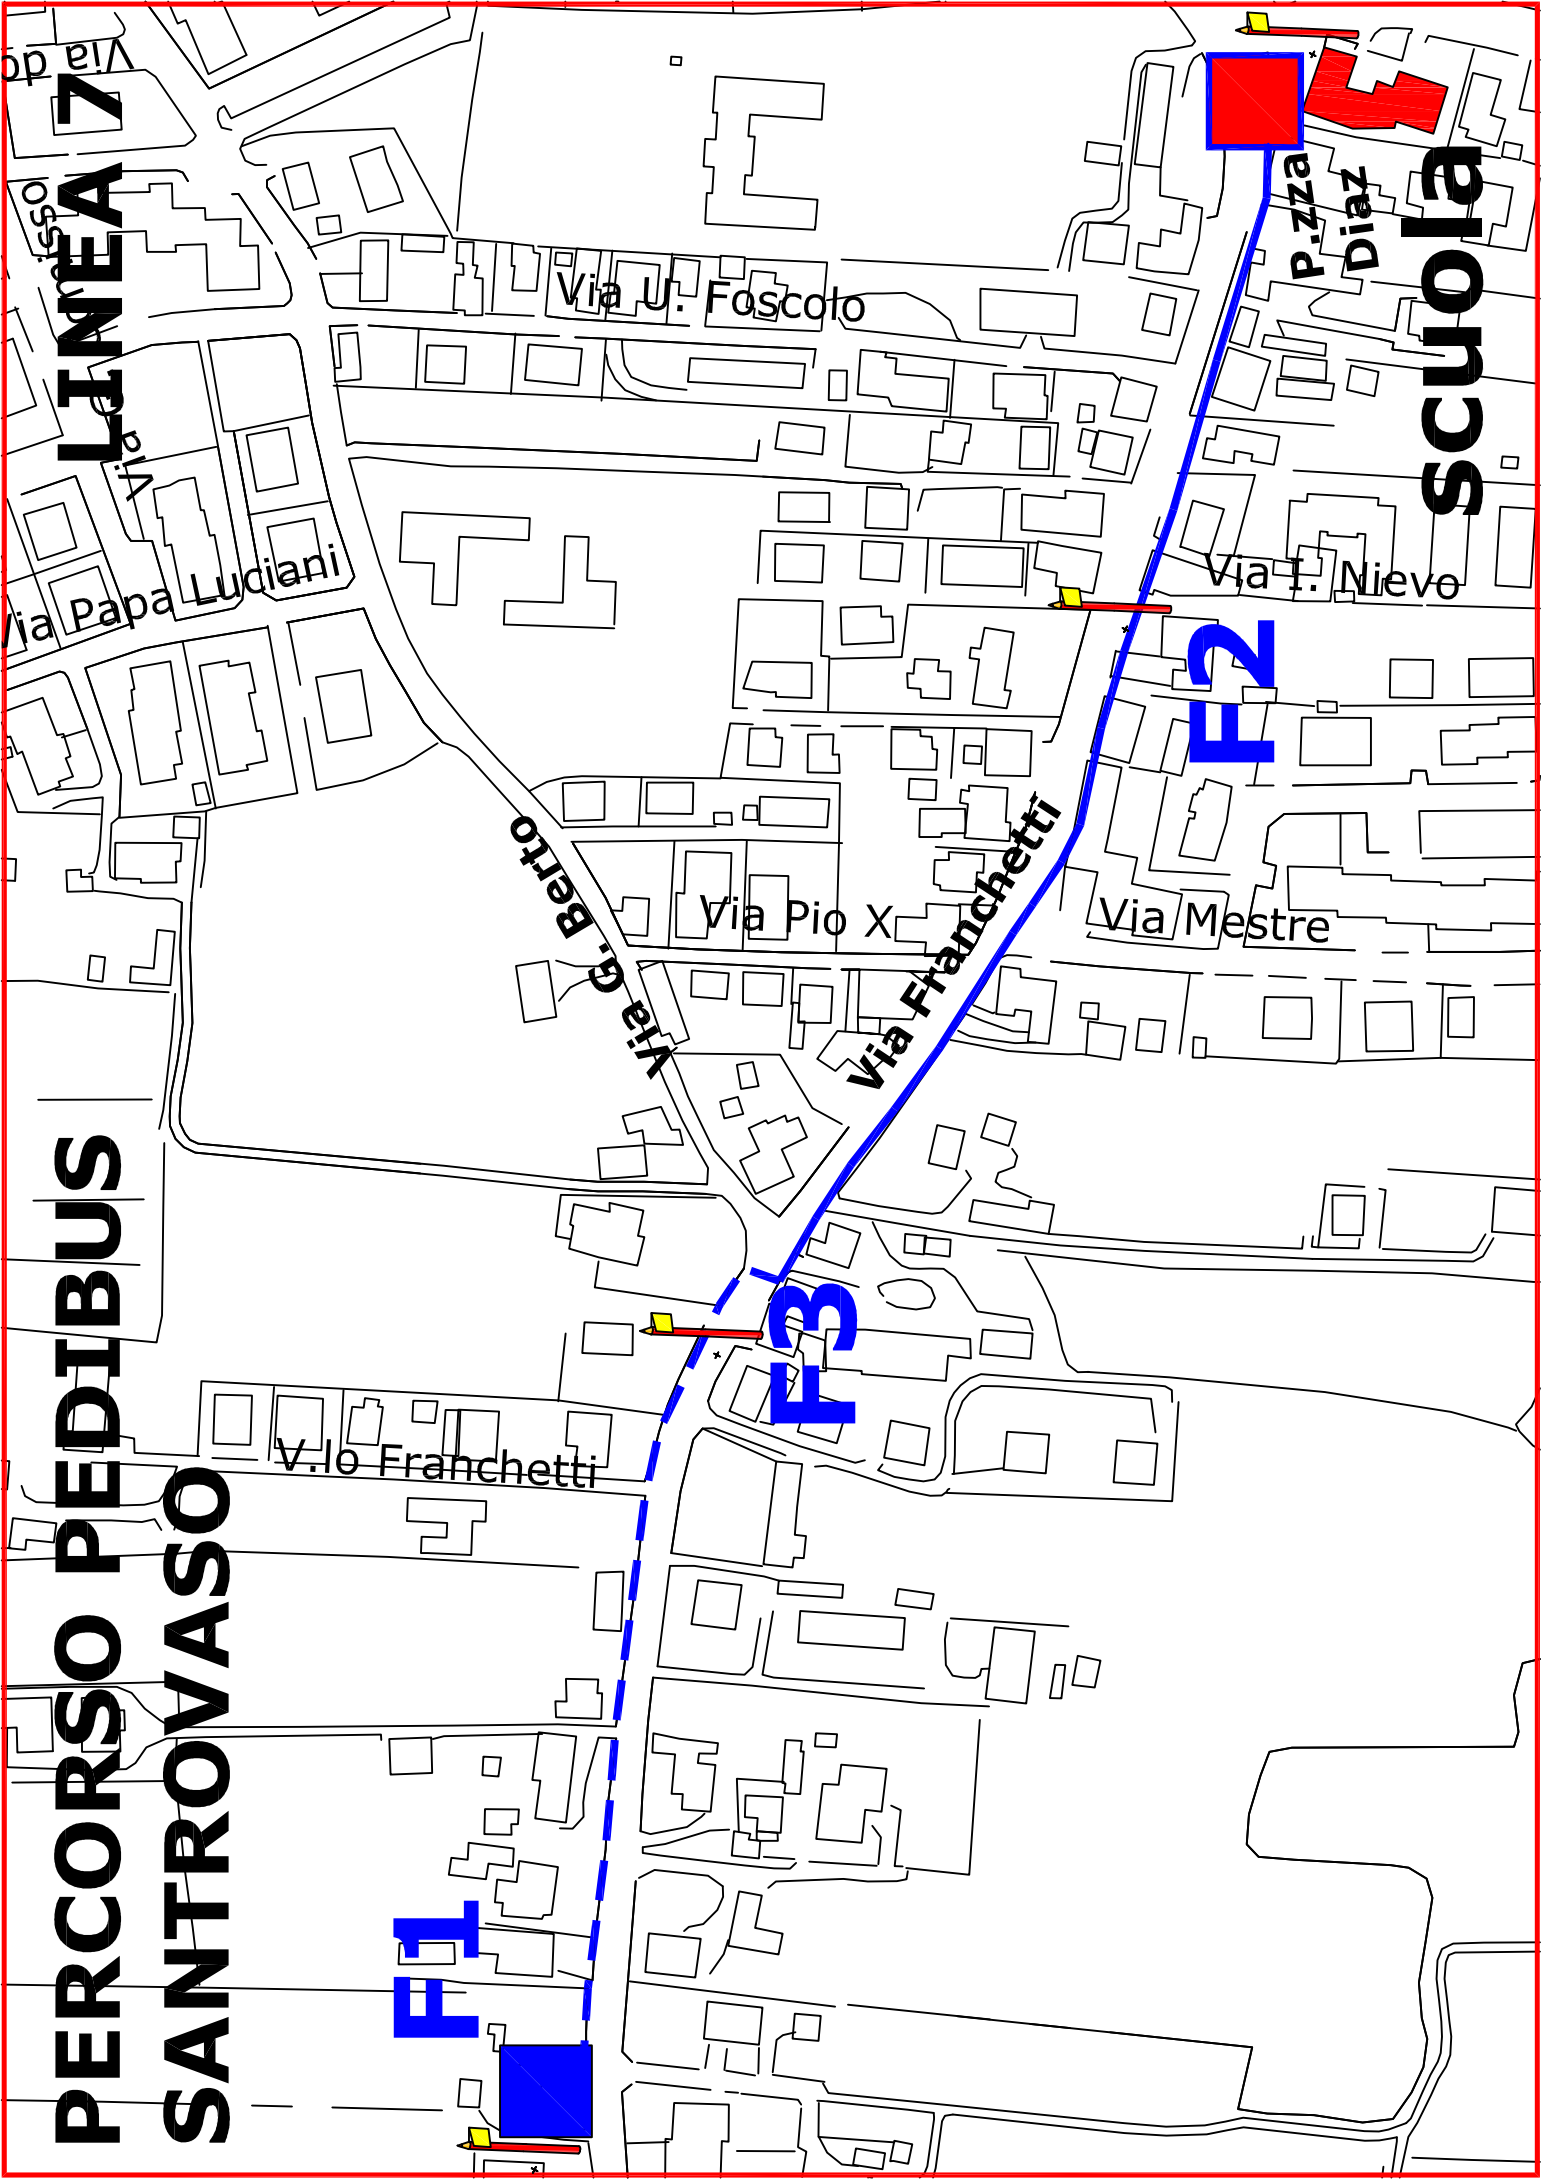 PERCORSO PEDIBUS LINEA 7
SANTROVASO
Via Papa Luciani
Via U. Foscolo
P.zza
Diaz
scuola
Via I. Nievo
F2
Via G. Berto
Via Pio X
Via Franchetti
Via Mestre
F3
V.lo Franchetti
F1